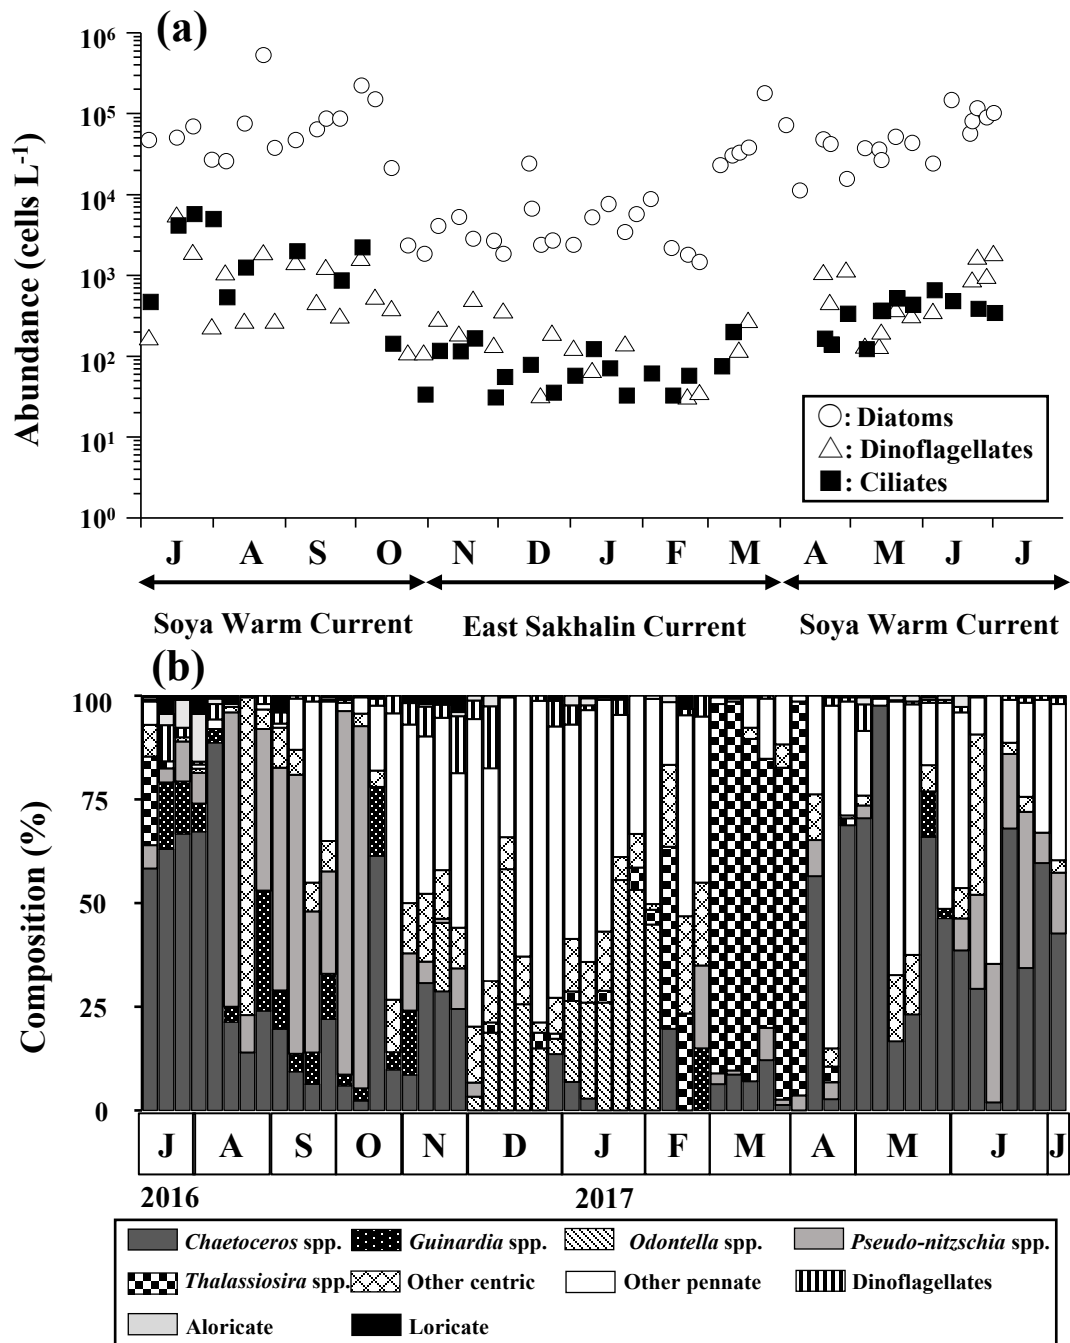 (a)
Abundance (cells L⁻¹)
10⁶
10⁵
10⁴
10³
10²
10¹
10⁰
○: Diatoms
△: Dinoflagellates
■: Ciliates
J A S O N D J F M A M J J
Soya Warm Current East Sakhalin Current Soya Warm Current
(b)
Composition (%)
100
75
50
25
0
J A S O N D J F M A M J J
2016 2017
Chaetoceros spp. Guinardia spp. Odontella spp. Pseudo-nitzschia spp.
Thalassiosira spp. Other centric Other pennate Dinoflagellates
Aloricate Loricate